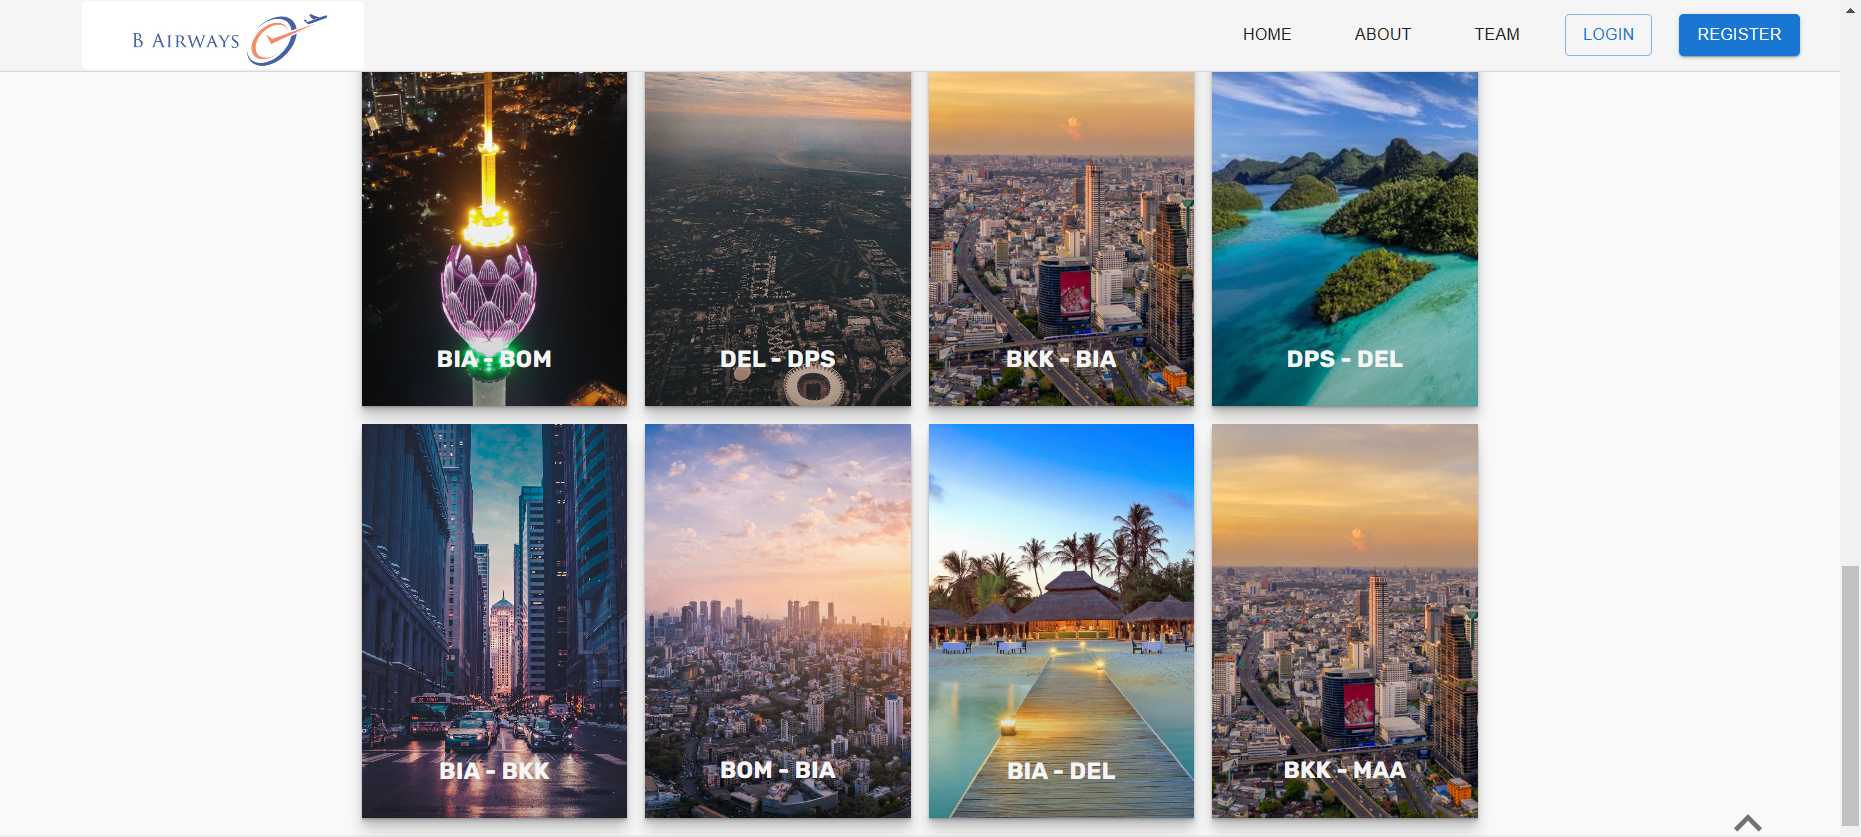 B AIRWAYS
HOME
ABOUT
TEAM
LOGIN
REGISTER
BIA - BOM
DEL - DPS
BKK - BIA
DPS - DEL
BIA - BKK
BOM - BIA
BIA - DEL
BKK - MAA